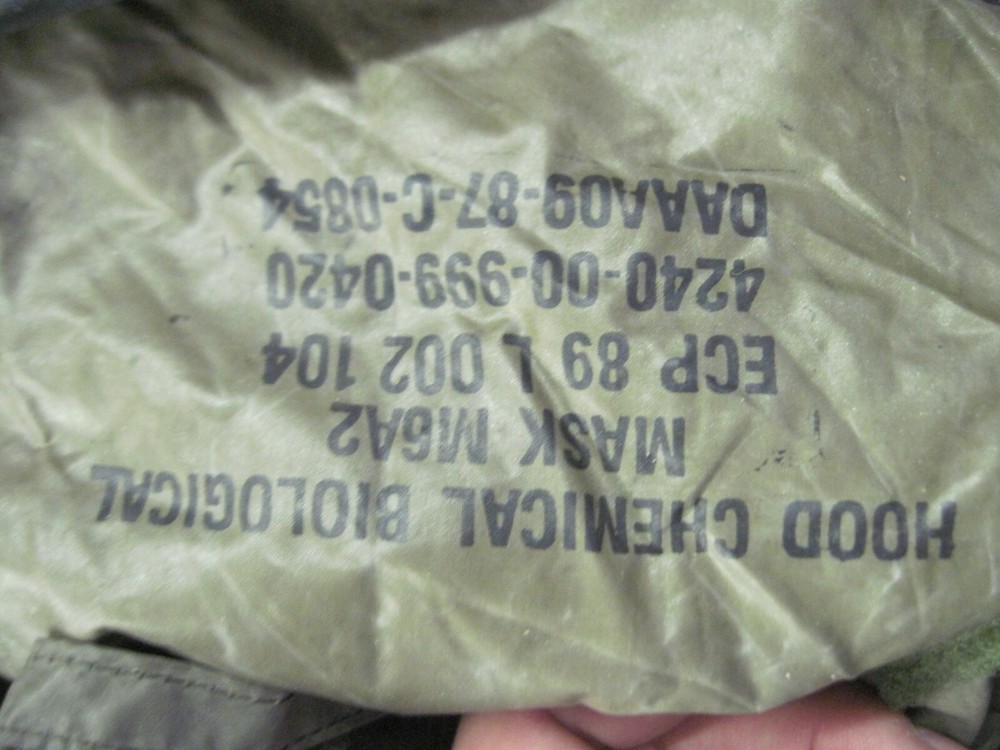 HOOD CHEMICAL BIOLOGICAL
MASK M6A2
ECP 89 L 002 104
4240-00-999-0420
DAAA09-87-C-0854